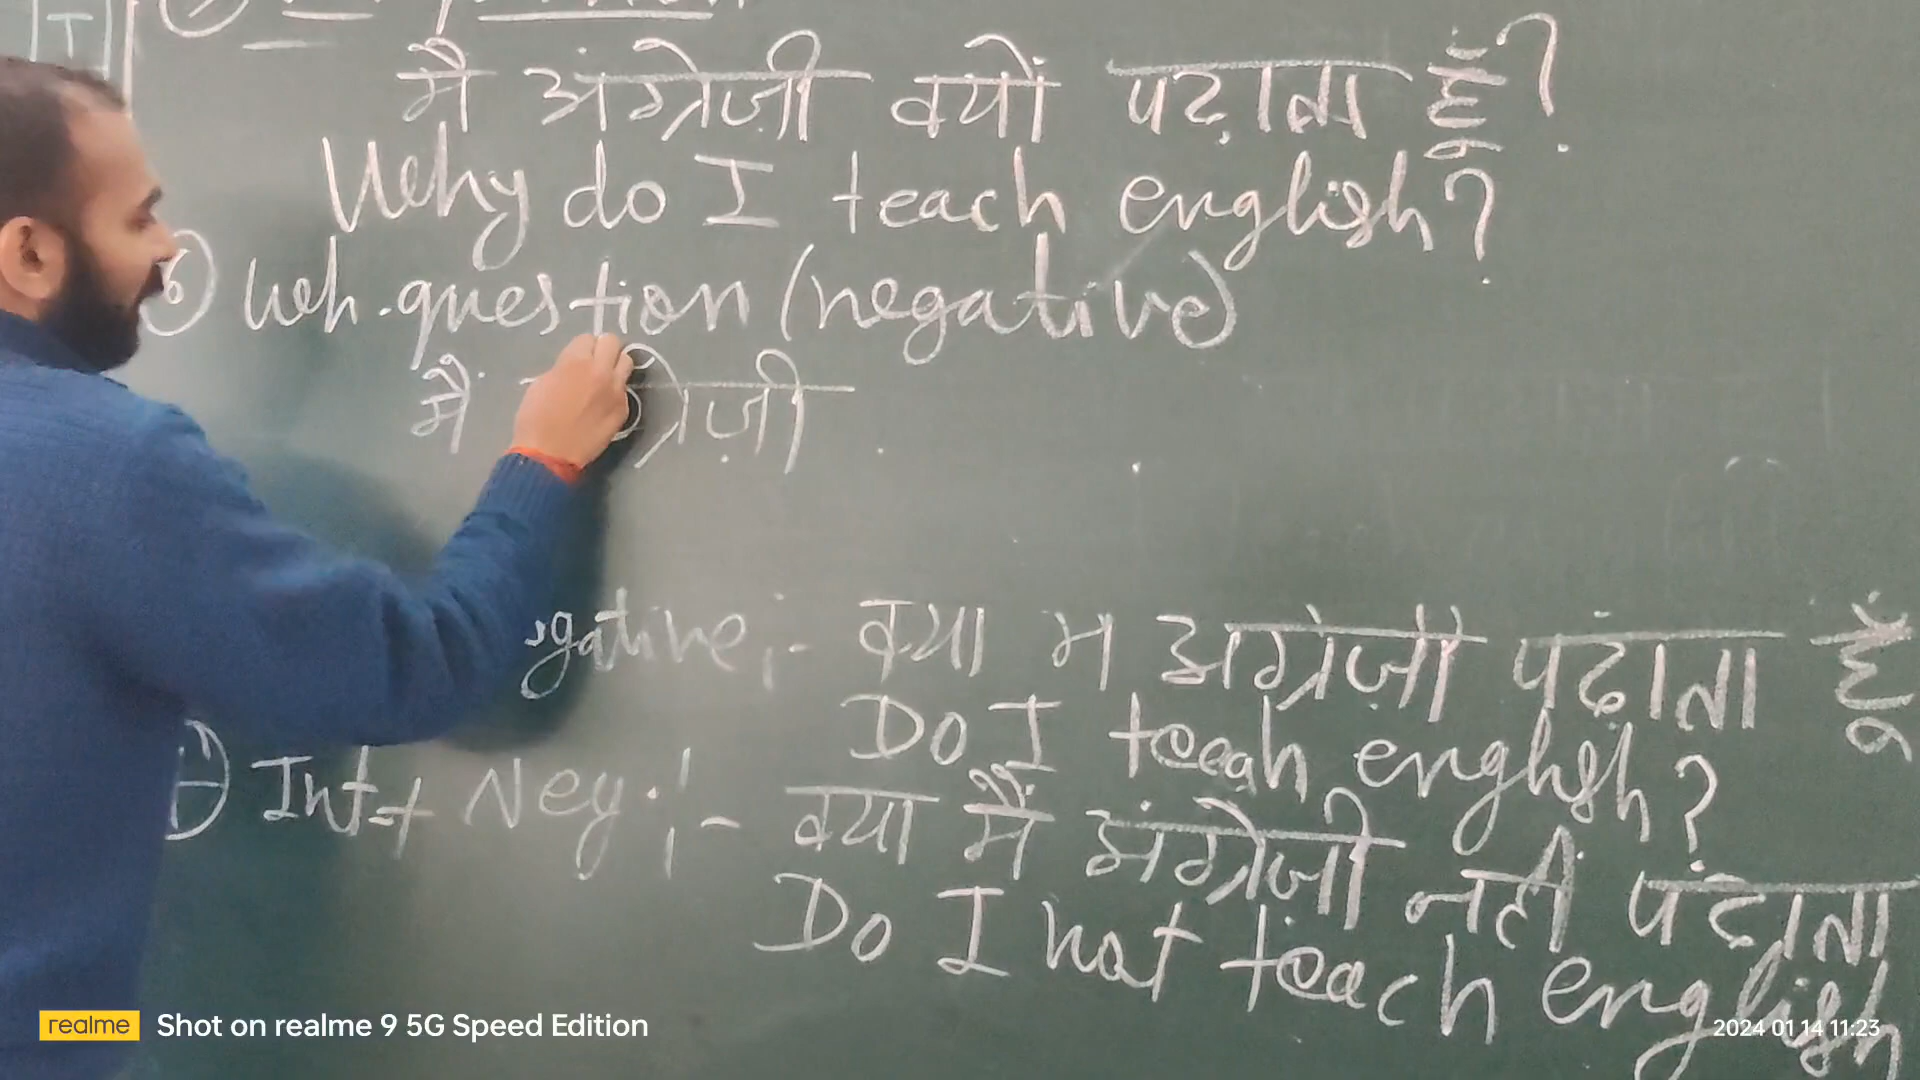 T
मै अंग्रेज़ी क्यों पढ़ाता हूँ?
Why do I teach english?
6 Wh.question (negative)
मैं ग्रेज़ी
gative :- क्या म अंग्रेज़ी पढ़ाता हूँ
Do I teach english?
Int + Neg :- क्या मैं अंग्रेज़ी नहीं पढ़ाता
Do I not teach english
realme Shot on realme 9 5G Speed Edition
2024 01 14 11:23